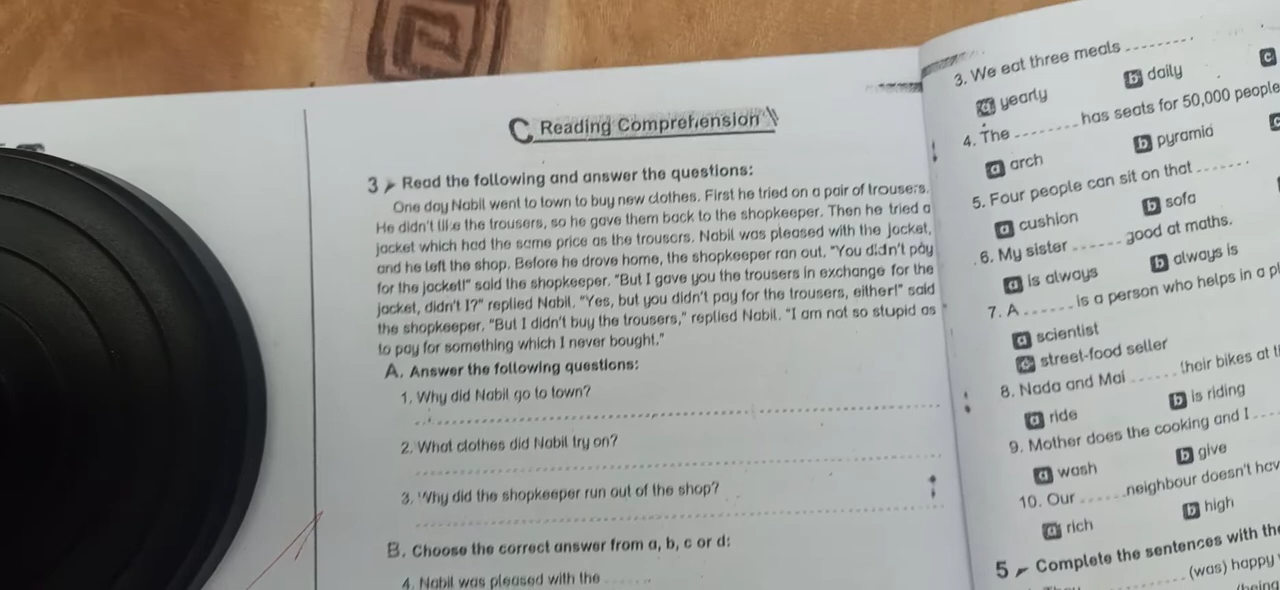 C Reading Comprehension
3 Read the following and answer the questions:
One day Nabil went to town to buy new clothes. First he tried on a pair of trousers.
He didn't like the trousers, so he gave them back to the shopkeeper. Then he tried a
jacket which had the same price as the trousers. Nabil was pleased with the jacket,
and he left the shop. Before he drove home, the shopkeeper ran out. "You didn't pay
for the jacket!" said the shopkeeper. "But I gave you the trousers in exchange for the
jacket, didn't I?" replied Nabil. "Yes, but you didn't pay for the trousers, either!" said
the shopkeeper. "But I didn't buy the trousers," replied Nabil. "I am not so stupid as
to pay for something which I never bought."
A. Answer the following questions:
1. Why did Nabil go to town?
2. What clothes did Nabil try on?
3. Why did the shopkeeper run out of the shop?
B. Choose the correct answer from a, b, c or d:
4. Nabil was pleased with the ......
3. We eat three meals ---------.
a yearly b daily c
4. The -------- has seats for 50,000 people
a arch b pyramid c
5. Four people can sit on that -------.
a cushion b sofa
6. My sister ------ good at maths.
a is always b always is
7. A ------ is a person who helps in a
a scientist
c street-food seller
8. Nada and Mai ------ their bikes at
a ride b is riding
9. Mother does the cooking and I ----
a wash b give
10. Our ------ neighbour doesn't
a rich b high
5 Complete the sentences with
(was) happy